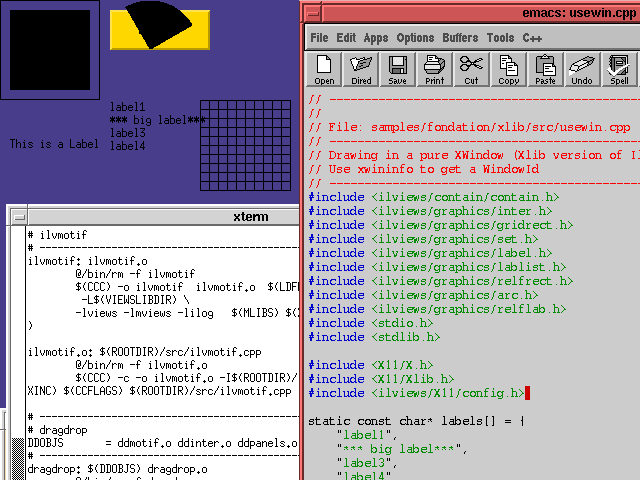 label1
*** big label***
label3
label4
This is a Label
xterm
# ilvmotif
# ---------------------------------------
ilvmotif: ilvmotif.o
@/bin/rm -f ilvmotif
$(CCC) -o ilvmotif ilvmotif.o $(LDF
-L$(VIEWSLIBDIR) \
-lviews -lmviews -lilog $(MLIBS) $(
)
ilvmotif.o: $(ROOTDIR)/src/ilvmotif.cpp
@/bin/rm -f ilvmotif.o
$(CCC) -c -o ilvmotif.o -I$(ROOTDIR)/
XINC) $(CCFLAGS) $(ROOTDIR)/src/ilvmotif.cpp
# ---------------------------------------
# dragdrop
DDOBJS = ddmotif.o ddinter.o ddpanels.o
# ---------------------------------------
dragdrop: $(DDOBJS) dragdrop.o
emacs: usewin.cpp
File Edit Apps Options Buffers Tools C++
Open Dired Save Print Cut Copy Paste Undo Spell
// ---------------------------------------
//
// File: samples/fondation/xlib/src/usewin.cpp
// ---------------------------------------
// Drawing in a pure XWindow (Xlib version of Il
// Use xwininfo to get a WindowId
// ---------------------------------------
#include <ilviews/contain/contain.h>
#include <ilviews/graphics/inter.h>
#include <ilviews/graphics/gridrect.h>
#include <ilviews/graphics/set.h>
#include <ilviews/graphics/label.h>
#include <ilviews/graphics/lablist.h>
#include <ilviews/graphics/relfrect.h>
#include <ilviews/graphics/arc.h>
#include <ilviews/graphics/relflab.h>
#include <stdio.h>
#include <stdlib.h>
#include <X11/X.h>
#include <X11/Xlib.h>
#include <ilviews/X11/config.h>
static const char* labels[] = {
"label1",
"*** big label***",
"label3",
"label4"